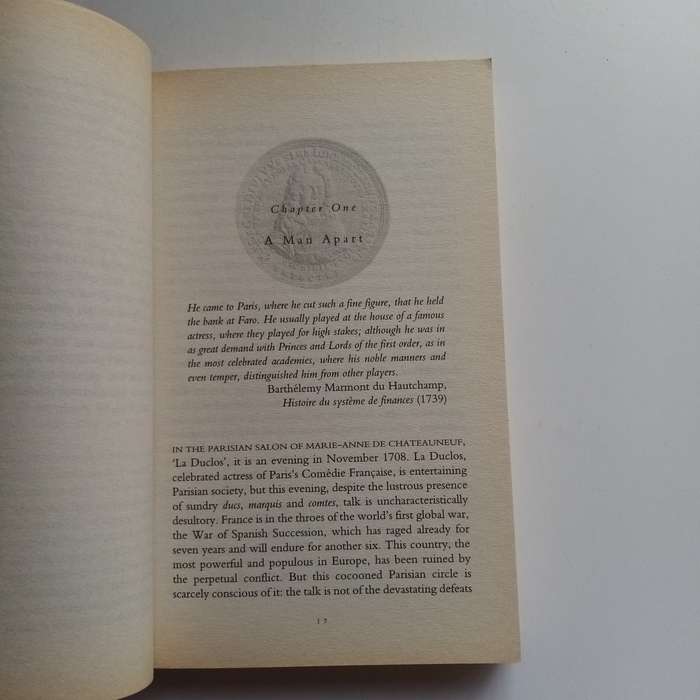 Chapter One
A Man Apart
He came to Paris, where he cut such a fine figure, that he held
the bank at Faro. He usually played at the house of a famous
actress, where they played for high stakes; although he was in
as great demand with Princes and Lords of the first order, as in
the most celebrated academies, where his noble manners and
even temper, distinguished him from other players.
Barthélemy Marmont du Hautchamp,
Histoire du système de finances (1739)
IN THE PARISIAN SALON OF MARIE-ANNE DE CHATEAUNEUF,
'La Duclos', it is an evening in November 1708. La Duclos,
celebrated actress of Paris's Comédie Française, is entertaining
Parisian society, but this evening, despite the lustrous presence
of sundry ducs, marquis and comtes, talk is uncharacteristically
desultory. France is in the throes of the world's first global war,
the War of Spanish Succession, which has raged already for
seven years and will endure for another six. This country, the
most powerful and populous in Europe, has been ruined by
the perpetual conflict. But this cocooned Parisian circle is
scarcely conscious of it: the talk is not of the devastating defeats